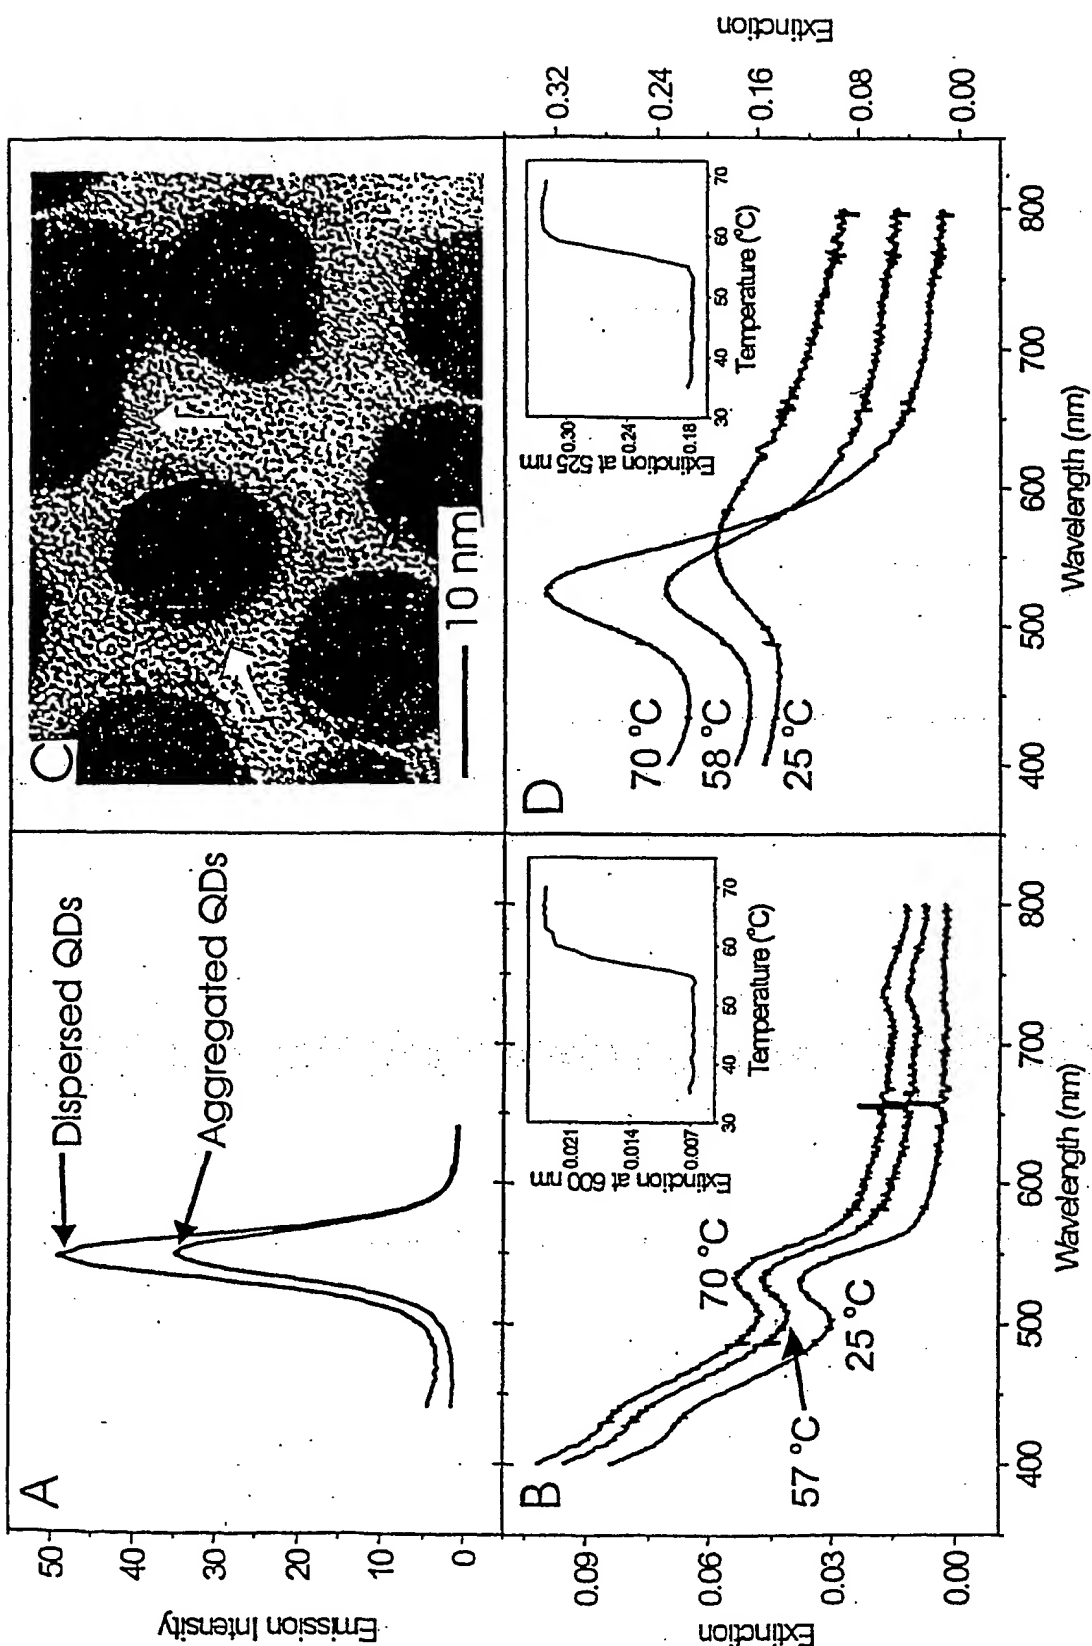 A
Dispersed QDs
Aggregated QDs
50
40
30
20
10
0
Emission Intensity
C
10 nm
B
70 °C
57 °C
25 °C
0.09
0.06
0.03
0.00
Extinction
400
500
600
700
800
Wavelength (nm)
0.021
0.014
0.007
Extinction at 600 nm
30
40
50
60
70
Temperature (°C)
D
70 °C
58 °C
25 °C
0.32
0.24
0.16
0.08
0.00
Extinction
400
500
600
700
800
Wavelength (nm)
0.30
0.24
0.18
Extinction at 525 nm
30
40
50
60
70
Temperature (°C)